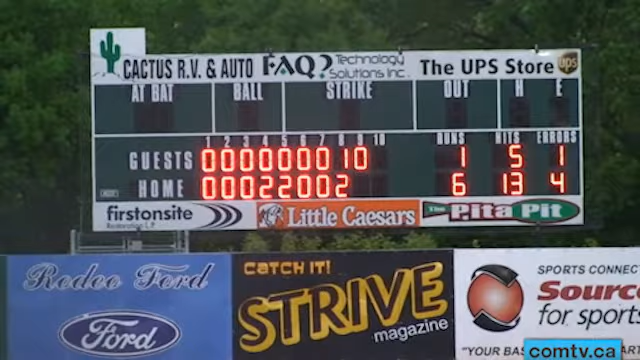 CACTUS R.V. & AUTO
FAQ? Technology
Solutions Inc.
The UPS Store
ups
AT BAT BALL STRIKE OUT H E
1 2 3 4 5 6 7 8 9 10 RUNS HITS ERRORS
GUESTS 0 0 0 0 0 0 0 1 0 1 5 1
HOME 0 0 0 2 2 0 0 2 6 13 4
firstonsite
Restoration L.P.
Little Caesars
The Pita Pit
Redeo Ford
Ford
CATCH IT!
STRIVE
magazine
SPORTS CONNECT
Source
for sports
"YOUR BAS
comtv.ca